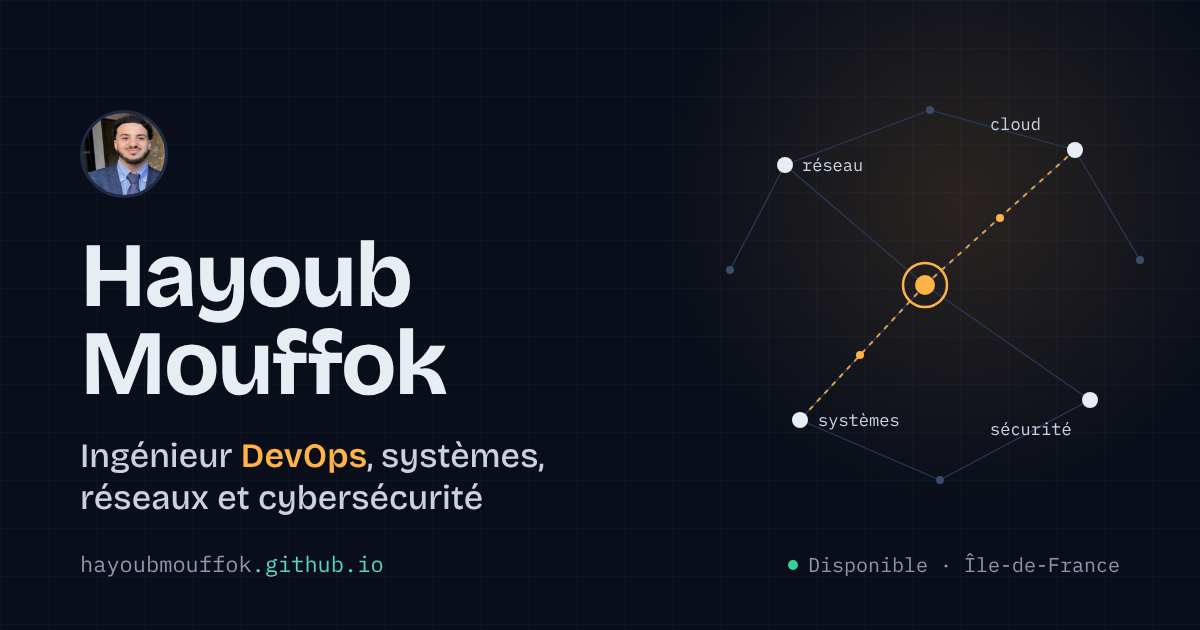 Hayoub
Mouffok
Ingénieur DevOps, systèmes,
réseaux et cybersécurité
hayoubmouffok.github.io
cloud
réseau
systèmes
sécurité
Disponible · Île-de-France